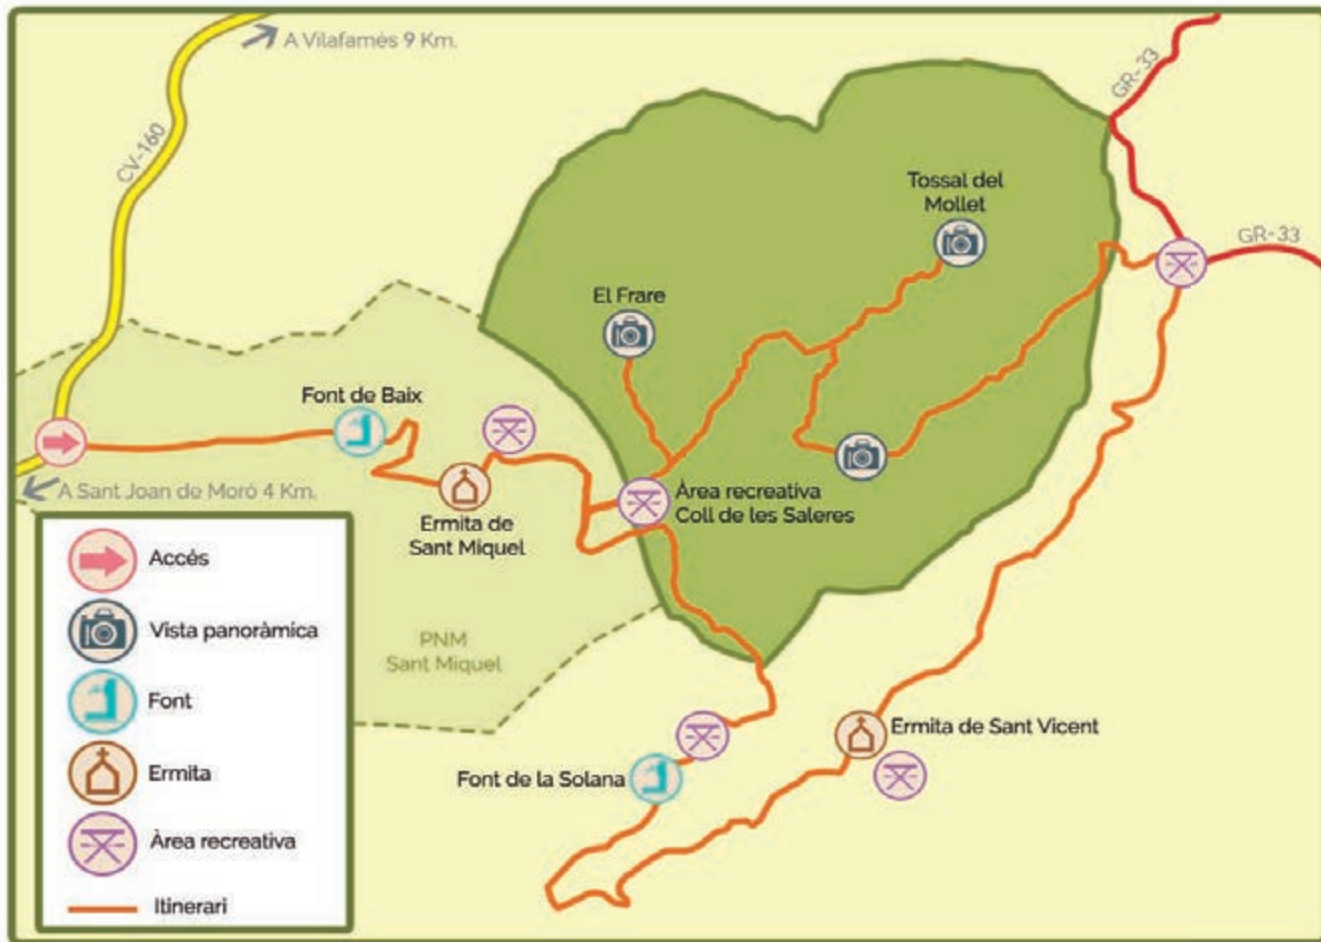 A Vilafamés 9 Km.
CV-160
GR-33
GR-33
Tossal del
Mollet
El Frare
Font de Baix
A Sant Joan de Moró 4 Km.
Ermita de
Sant Miquel
Àrea recreativa
Coll de les Saleres
PNM
Sant Miquel
Font de la Solana
Ermita de Sant Vicent
Accés
Vista panoràmica
Font
Ermita
Àrea recreativa
Itinerari